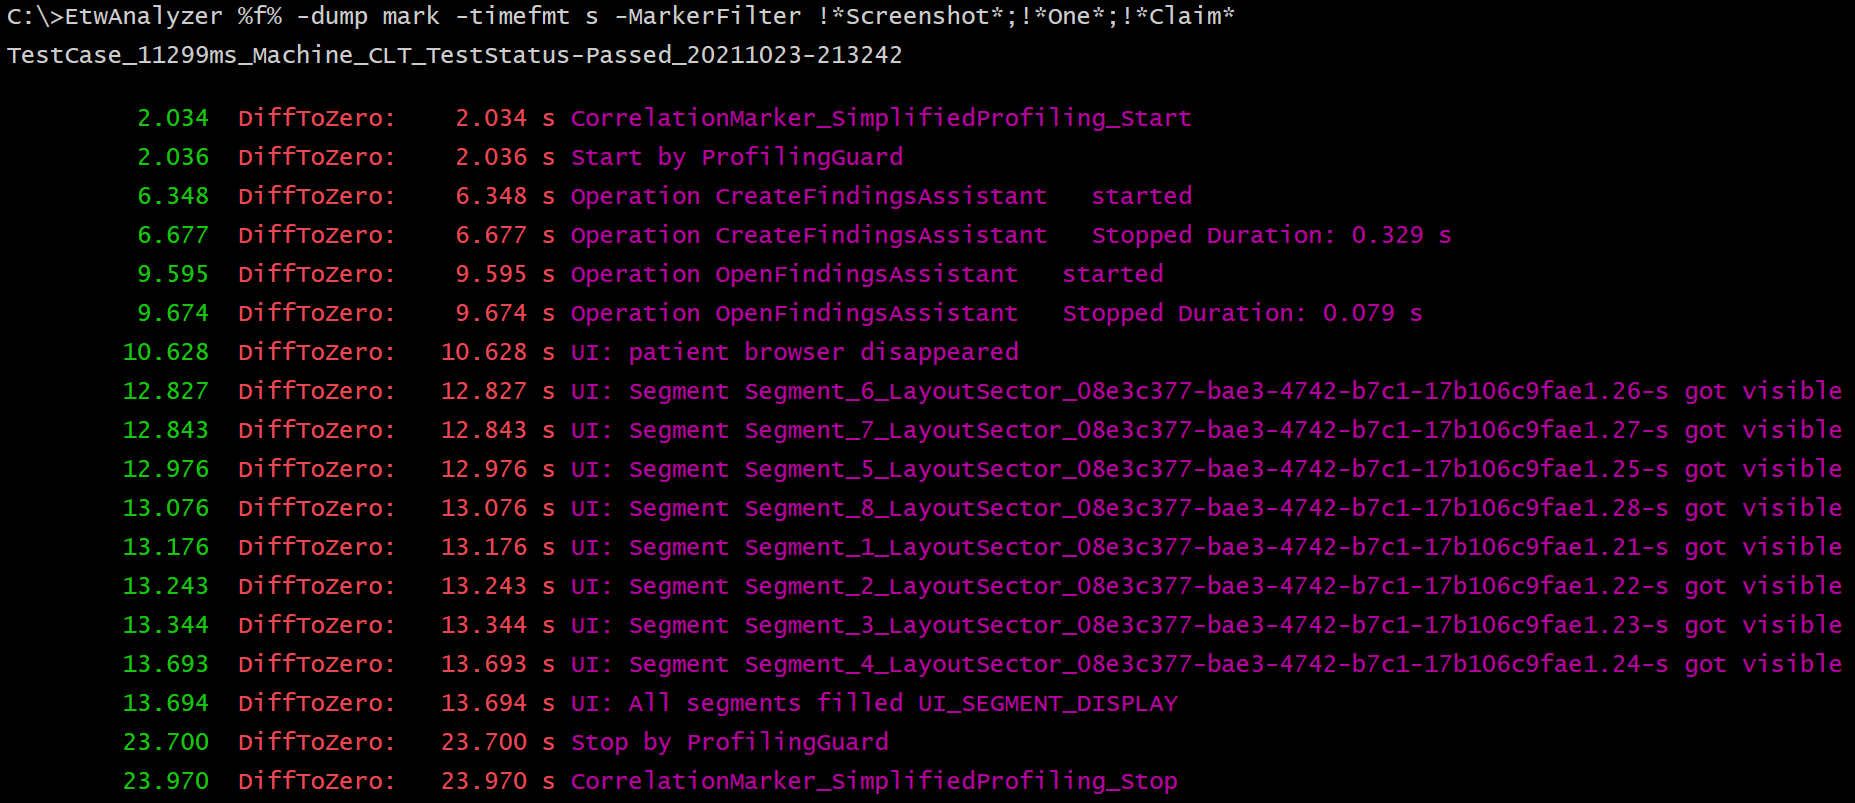 C:\>EtwAnalyzer %f% -dump mark -timefmt s -MarkerFilter !*Screenshot*;!*One*;!*Claim*
TestCase_11299ms_Machine_CLT_TestStatus-Passed_20211023-213242
2.034  DiffToZero:    2.034 s CorrelationMarker_SimplifiedProfiling_Start
2.036  DiffToZero:    2.036 s Start by ProfilingGuard
6.348  DiffToZero:    6.348 s Operation CreateFindingsAssistant   started
6.677  DiffToZero:    6.677 s Operation CreateFindingsAssistant   Stopped Duration: 0.329 s
9.595  DiffToZero:    9.595 s Operation OpenFindingsAssistant   started
9.674  DiffToZero:    9.674 s Operation OpenFindingsAssistant   Stopped Duration: 0.079 s
10.628  DiffToZero:   10.628 s UI: patient browser disappeared
12.827  DiffToZero:   12.827 s UI: Segment Segment_6_LayoutSector_08e3c377-bae3-4742-b7c1-17b106c9fae1.26-s got visible
12.843  DiffToZero:   12.843 s UI: Segment Segment_7_LayoutSector_08e3c377-bae3-4742-b7c1-17b106c9fae1.27-s got visible
12.976  DiffToZero:   12.976 s UI: Segment Segment_5_LayoutSector_08e3c377-bae3-4742-b7c1-17b106c9fae1.25-s got visible
13.076  DiffToZero:   13.076 s UI: Segment Segment_8_LayoutSector_08e3c377-bae3-4742-b7c1-17b106c9fae1.28-s got visible
13.176  DiffToZero:   13.176 s UI: Segment Segment_1_LayoutSector_08e3c377-bae3-4742-b7c1-17b106c9fae1.21-s got visible
13.243  DiffToZero:   13.243 s UI: Segment Segment_2_LayoutSector_08e3c377-bae3-4742-b7c1-17b106c9fae1.22-s got visible
13.344  DiffToZero:   13.344 s UI: Segment Segment_3_LayoutSector_08e3c377-bae3-4742-b7c1-17b106c9fae1.23-s got visible
13.693  DiffToZero:   13.693 s UI: Segment Segment_4_LayoutSector_08e3c377-bae3-4742-b7c1-17b106c9fae1.24-s got visible
13.694  DiffToZero:   13.694 s UI: All segments filled UI_SEGMENT_DISPLAY
23.700  DiffToZero:   23.700 s Stop by ProfilingGuard
23.970  DiffToZero:   23.970 s CorrelationMarker_SimplifiedProfiling_Stop